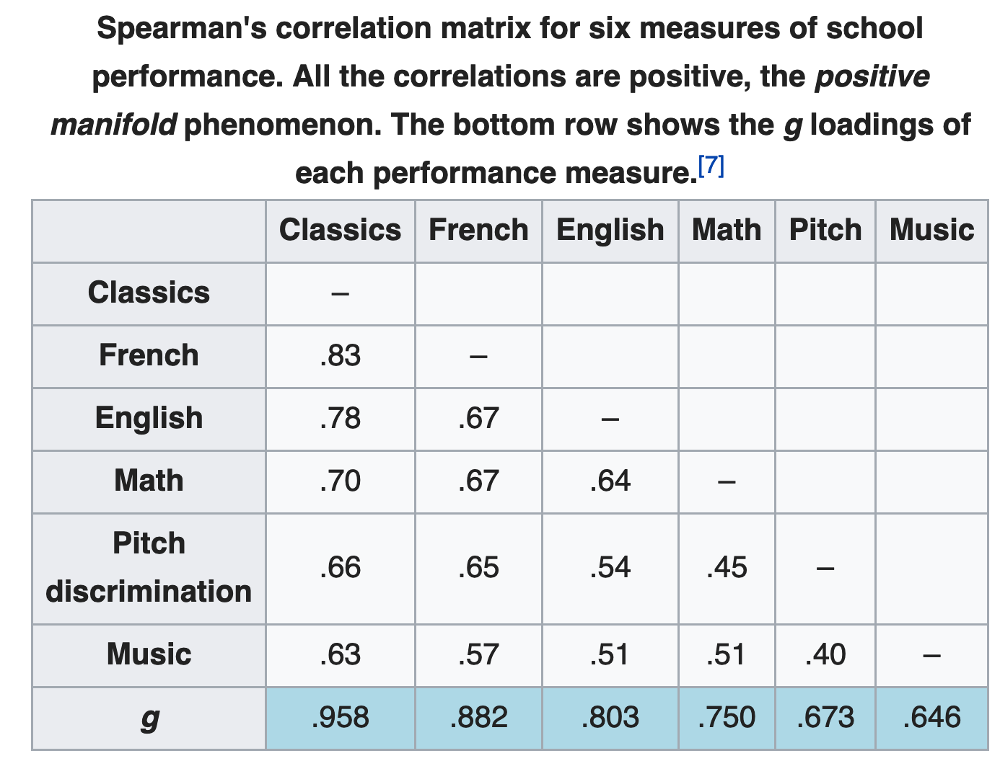 Spearman's correlation matrix for six measures of school
performance. All the correlations are positive, the positive
manifold phenomenon. The bottom row shows the g loadings of
each performance measure.[7]
Classics French English Math Pitch Music
Classics –
French .83 –
English .78 .67 –
Math .70 .67 .64 –
Pitch
discrimination .66 .65 .54 .45 –
Music .63 .57 .51 .51 .40 –
g .958 .882 .803 .750 .673 .646